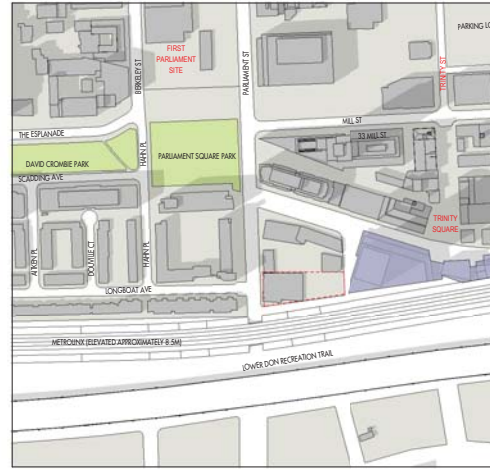 PARKING LO
BERKELEY ST
FIRST
PARLIAMENT
SITE
PARLIAMENT ST
TRINITY ST
MILL ST
THE ESPLANADE
33 MILL ST
HAHN PL
DAVID CROMBIE PARK
PARLIAMENT SQUARE PARK
SCADDING AVE
TRINITY
SQUARE
AITKEN PL
DOUVILLE CT
HAHN PL
LONGBOAT AVE
METROLINX (ELEVATED APPROXIMATELY 8.5M)
LOWER DON RECREATION TRAIL